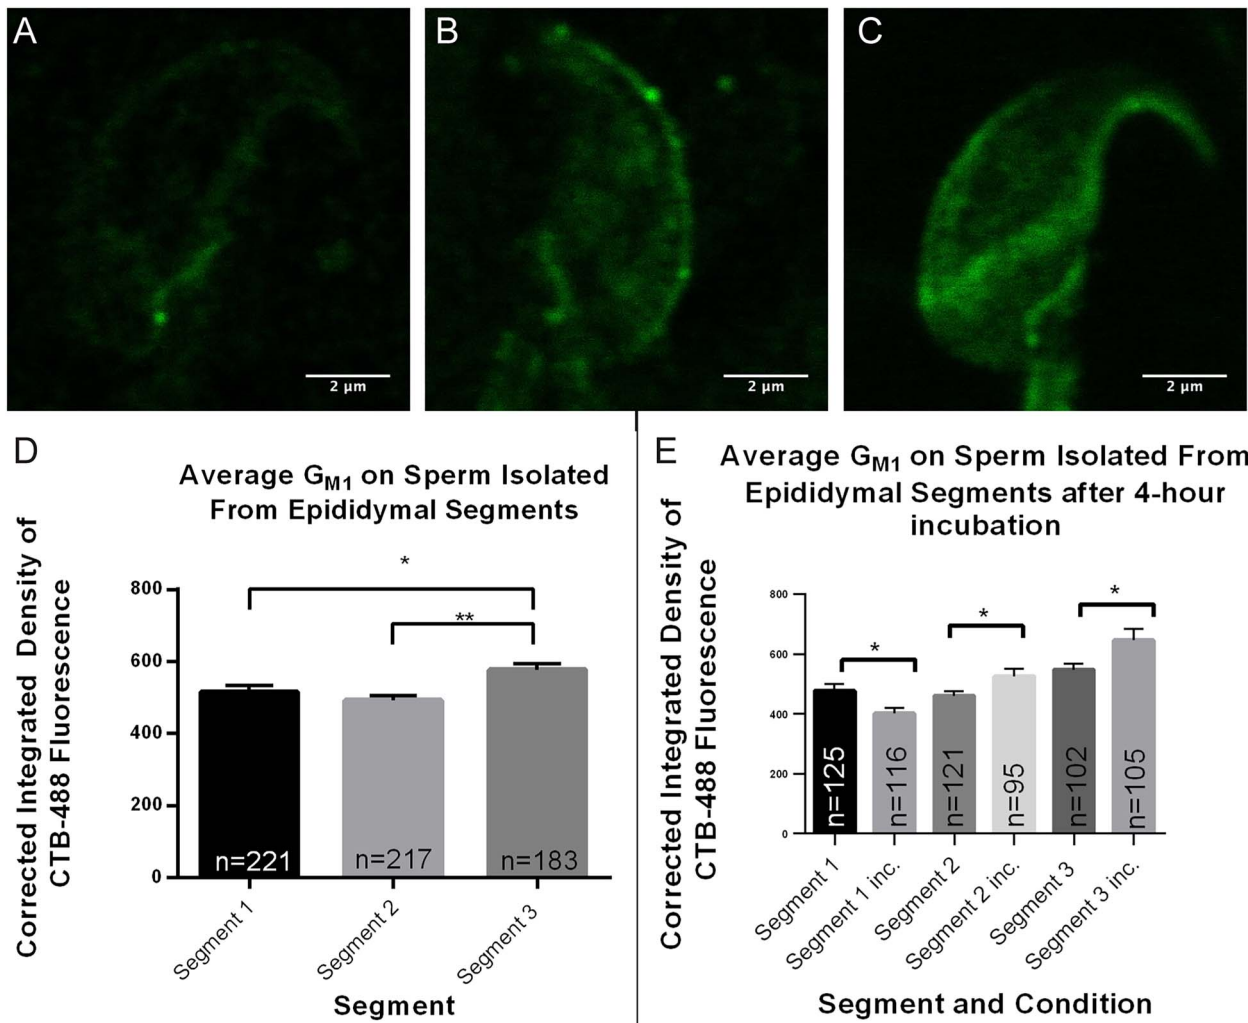 A
B
C
2 µm
2 µm
2 µm
D
Average GM1 on Sperm Isolated
From Epididymal Segments
Corrected Integrated Density of
CTB-488 Fluorescence
800
600
400
200
0
*
**
n=221
n=217
n=183
Segment 1
Segment 2
Segment 3
Segment
E
Average GM1 on Sperm Isolated From
Epididymal Segments after 4-hour
incubation
Corrected Integrated Density of
CTB-488 Fluorescence
800
600
400
200
0
*
*
*
n=125
n=116
n=121
n=95
n=102
n=105
Segment 1
Segment 1 inc.
Segment 2
Segment 2 inc.
Segment 3
Segment 3 inc.
Segment and Condition